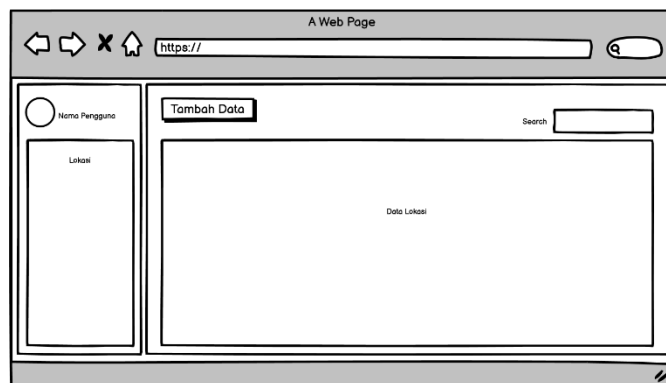 A Web Page
https://
Nama Pengguna
Lokasi
Tambah Data
Search
Data Lokasi